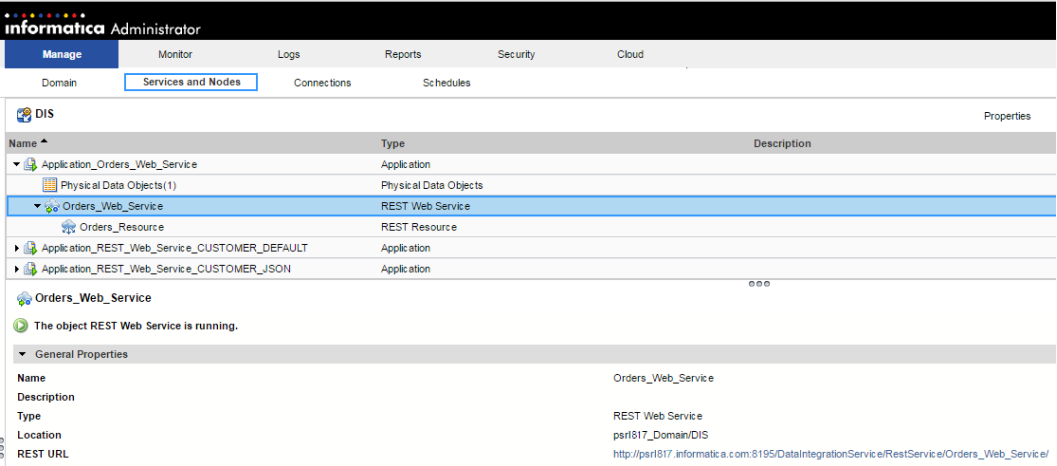 informatica Administrator
Manage Monitor Logs Reports Security Cloud
Domain Services and Nodes Connections Schedules
DIS Properties
Name Type Description
Application_Orders_Web_Service Application
Physical Data Objects(1) Physical Data Objects
Orders_Web_Service REST Web Service
Orders_Resource REST Resource
Application_REST_Web_Service_CUSTOMER_DEFAULT Application
Application_REST_Web_Service_CUSTOMER_JSON Application
Orders_Web_Service
The object REST Web Service is running.
General Properties
Name Orders_Web_Service
Description
Type REST Web Service
Location psrl817_Domain/DIS
REST URL http://psrl817.informatica.com:8195/DataIntegrationService/RestService/Orders_Web_Service/